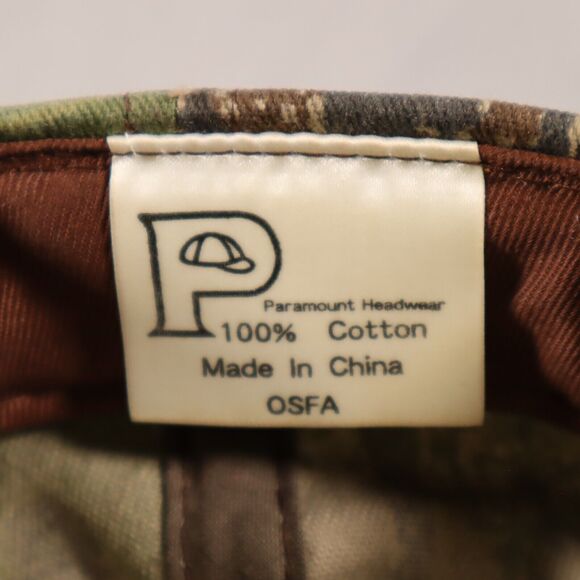 P
Paramount Headwear
100% Cotton
Made In China
OSFA